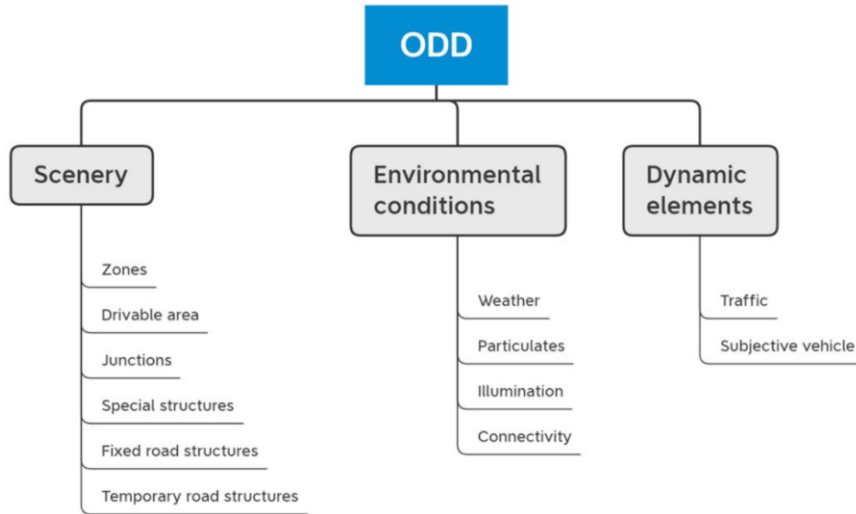 ODD
Scenery
Zones
Drivable area
Junctions
Special structures
Fixed road structures
Temporary road structures
Environmental
conditions
Weather
Particulates
Illumination
Connectivity
Dynamic
elements
Traffic
Subjective vehicle